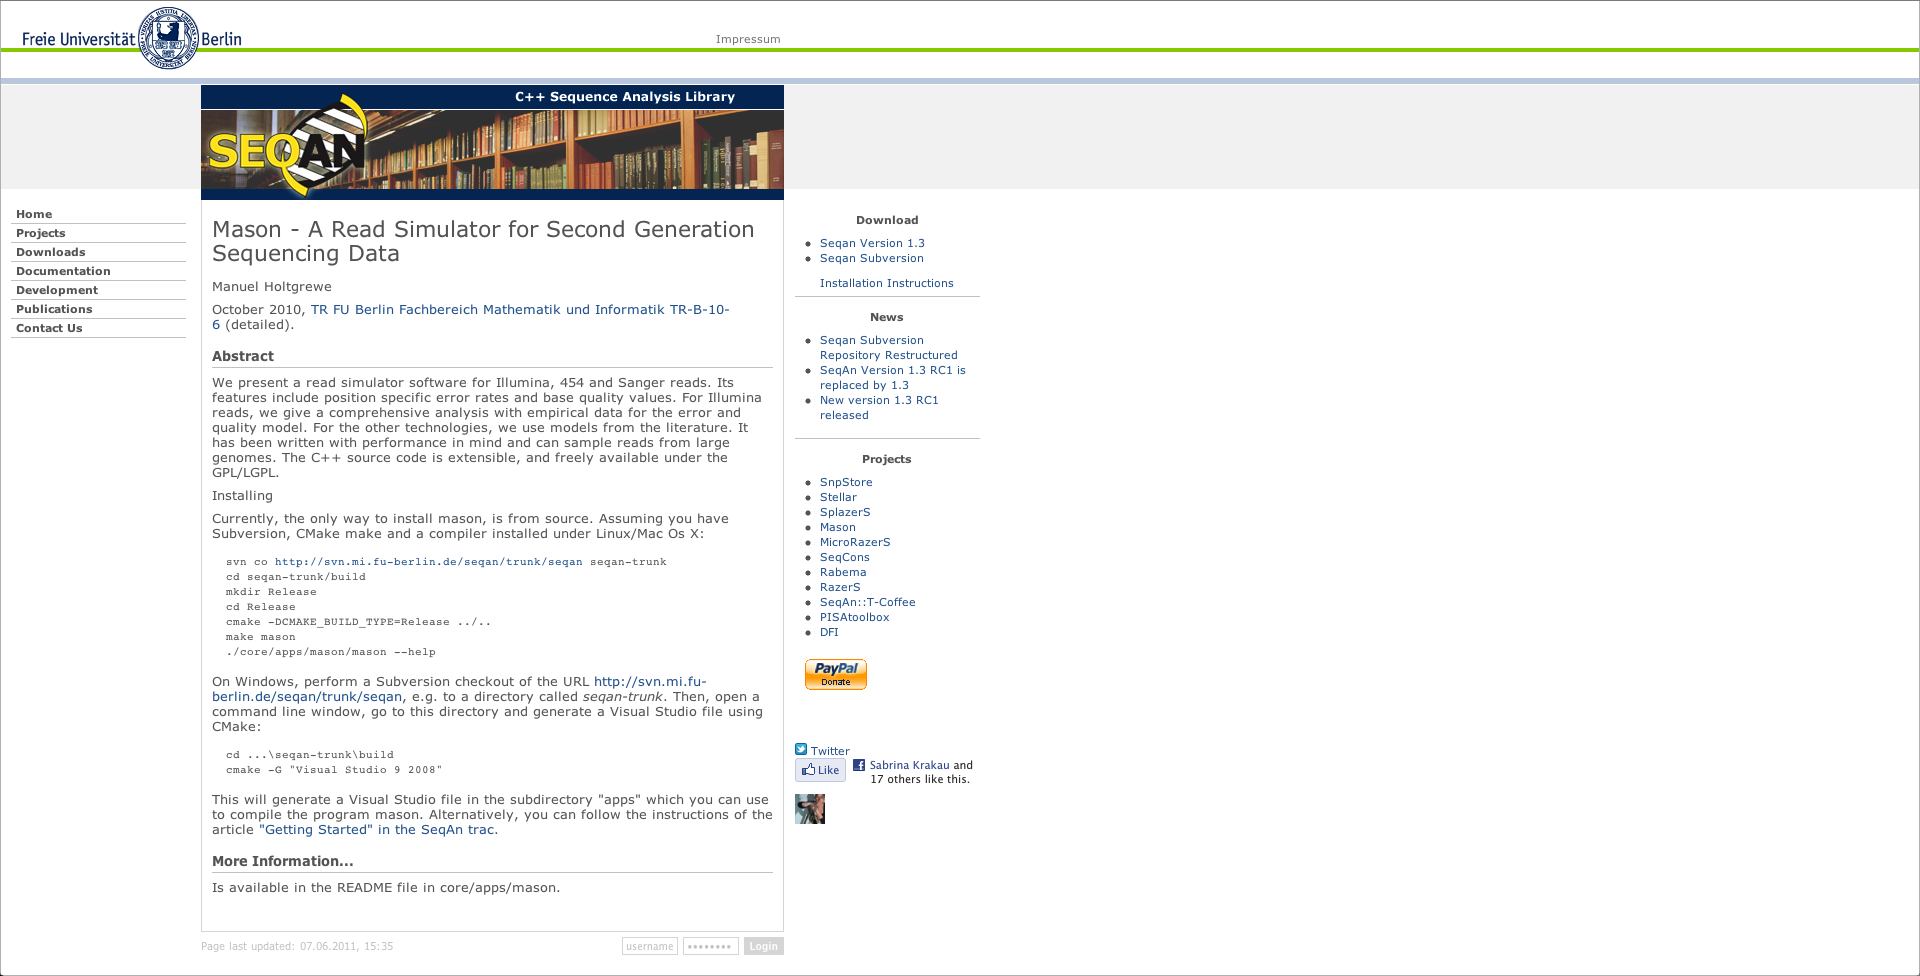 Freie Universität Berlin
Impressum
C++ Sequence Analysis Library
SEQAN
Home
Projects
Downloads
Documentation
Development
Publications
Contact Us
Mason - A Read Simulator for Second Generation
Sequencing Data
Manuel Holtgrewe
October 2010, TR FU Berlin Fachbereich Mathematik und Informatik TR-B-10-
6 (detailed).
Abstract
We present a read simulator software for Illumina, 454 and Sanger reads. Its
features include position specific error rates and base quality values. For Illumina
reads, we give a comprehensive analysis with empirical data for the error and
quality model. For the other technologies, we use models from the literature. It
has been written with performance in mind and can sample reads from large
genomes. The C++ source code is extensible, and freely available under the
GPL/LGPL.
Installing
Currently, the only way to install mason, is from source. Assuming you have
Subversion, CMake make and a compiler installed under Linux/Mac Os X:
svn co http://svn.mi.fu-berlin.de/seqan/trunk/seqan seqan-trunk
cd seqan-trunk/build
mkdir Release
cd Release
cmake -DCMAKE_BUILD_TYPE=Release ../..
make mason
./core/apps/mason/mason --help
On Windows, perform a Subversion checkout of the URL http://svn.mi.fu-
berlin.de/seqan/trunk/seqan, e.g. to a directory called seqan-trunk. Then, open a
command line window, go to this directory and generate a Visual Studio file using
CMake:
cd ...\seqan-trunk\build
cmake -G "Visual Studio 9 2008"
This will generate a Visual Studio file in the subdirectory "apps" which you can use
to compile the program mason. Alternatively, you can follow the instructions of the
article "Getting Started" in the SeqAn trac.
More Information...
Is available in the README file in core/apps/mason.
Download
Seqan Version 1.3
Seqan Subversion
Installation Instructions
News
Seqan Subversion
Repository Restructured
SeqAn Version 1.3 RC1 is
replaced by 1.3
New version 1.3 RC1
released
Projects
SnpStore
Stellar
SplazerS
Mason
MicroRazerS
SeqCons
Rabema
RazerS
SeqAn::T-Coffee
PISAtoolbox
DFI
PayPal
Donate
Twitter
Like
Sabrina Krakau and
17 others like this.
Page last updated: 07.06.2011, 15:35
username •••••••• Login